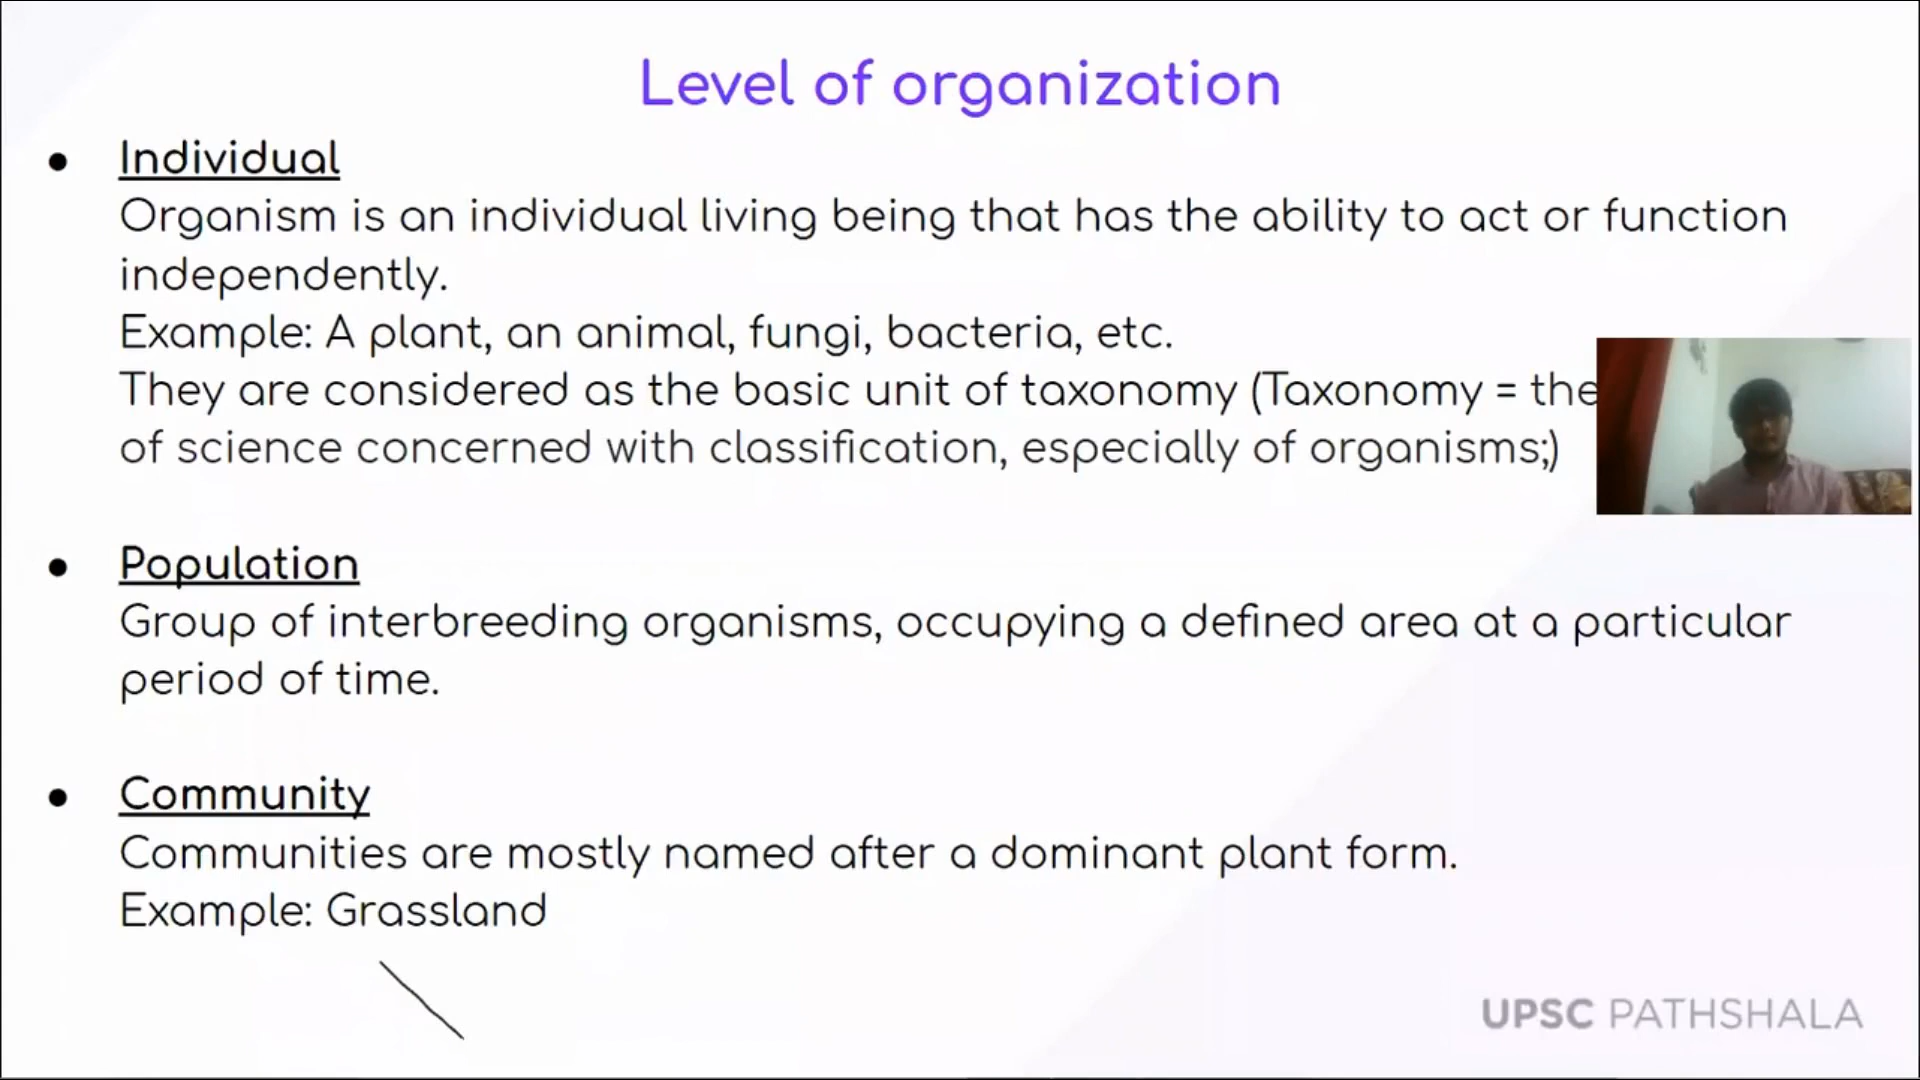 Level of organization
● Individual
Organism is an individual living being that has the ability to act or function
independently.
Example: A plant, an animal, fungi, bacteria, etc.
They are considered as the basic unit of taxonomy (Taxonomy = the
of science concerned with classification, especially of organisms;)
● Population
Group of interbreeding organisms, occupying a defined area at a particular
period of time.
● Community
Communities are mostly named after a dominant plant form.
Example: Grassland
UPSC PATHSHALA